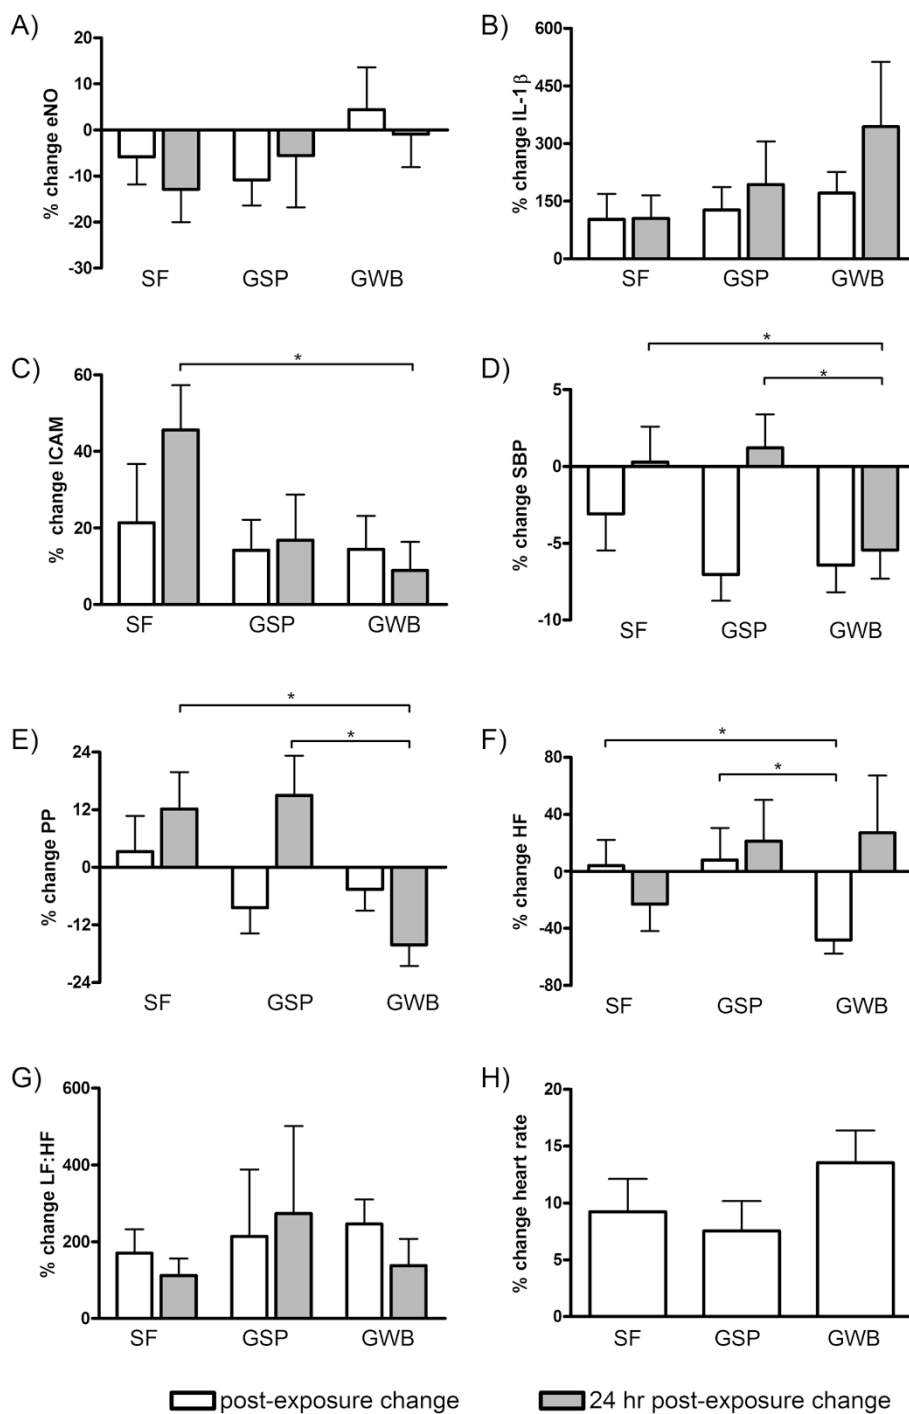 A)
% change eNO
20
10
0
-10
-20
-30
SF GSP GWB
B)
% change IL-1β
600
450
300
150
0
SF GSP GWB
C)
% change ICAM
60
40
20
0
*
SF GSP GWB
D)
% change SBP
5
0
-5
-10
*
*
SF GSP GWB
E)
% change PP
24
12
0
-12
-24
*
*
SF GSP GWB
F)
% change HF
80
40
0
-40
-80
*
*
SF GSP GWB
G)
% change LF:HF
600
400
200
0
SF GSP GWB
H)
% change heart rate
20
15
10
5
0
SF GSP GWB
post-exposure change 24 hr post-exposure change